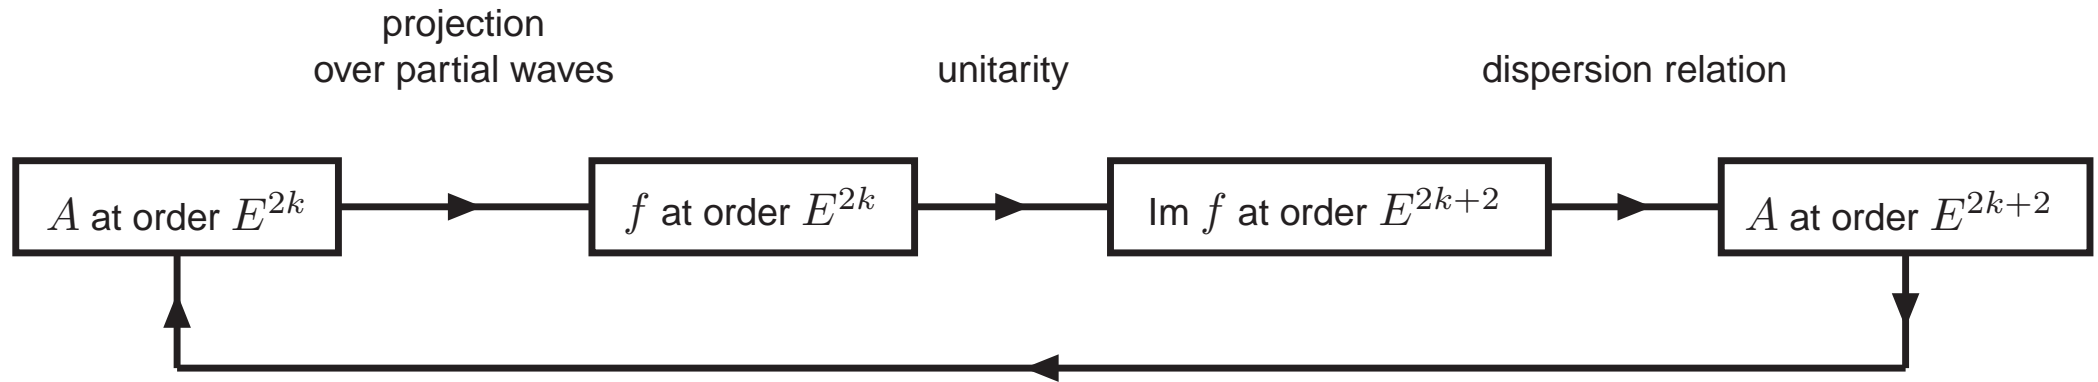 projection
over partial waves
unitarity
dispersion relation
A at order E^{2k}
f at order E^{2k}
Im f at order E^{2k+2}
A at order E^{2k+2}